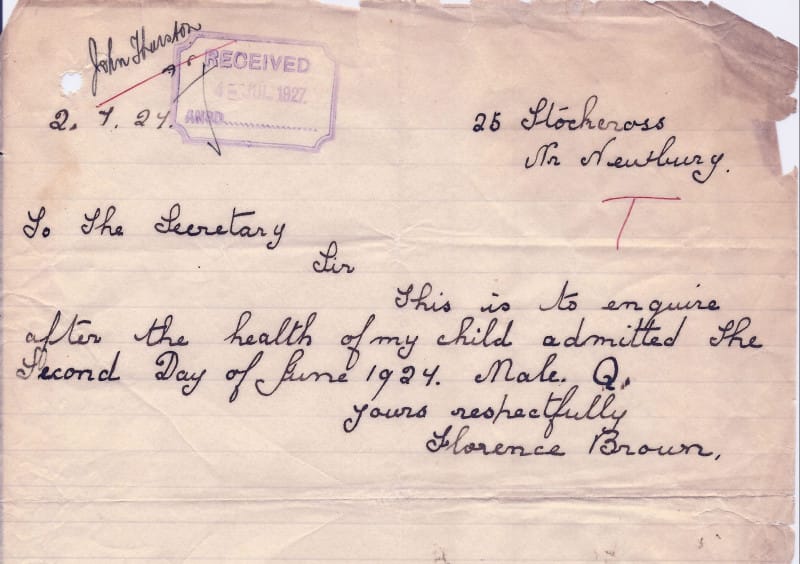 John Thurston
RECEIVED
4 JUL 1927
ANSD
2. 7. 27.
25 Stockcross
Nr Newbury.
T
To The Secretary
Sir
This is to enquire
after the health of my child admitted The
Second Day of June 1927. Male. Q.
yours respectfully
Florence Brown.